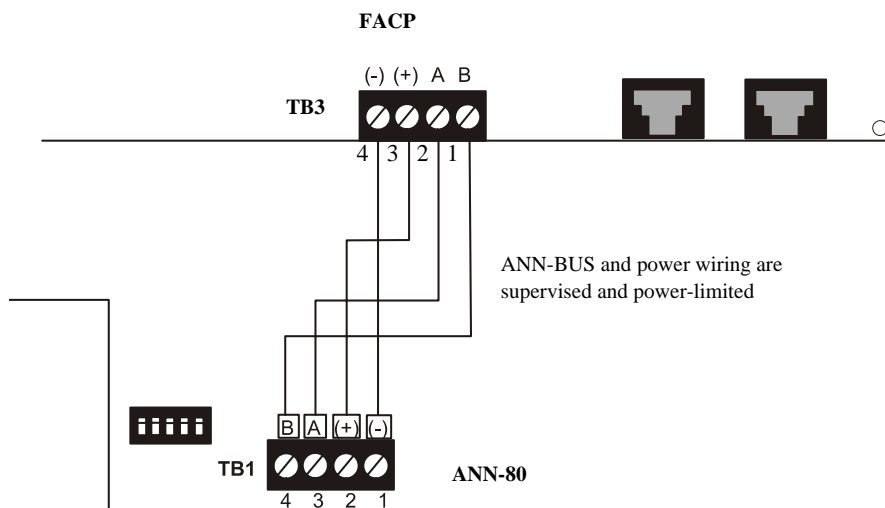 FACP
(-) (+) A B
TB3
4 3 2 1
ANN-BUS and power wiring are
supervised and power-limited
B A (+) (-)
TB1
ANN-80
4 3 2 1